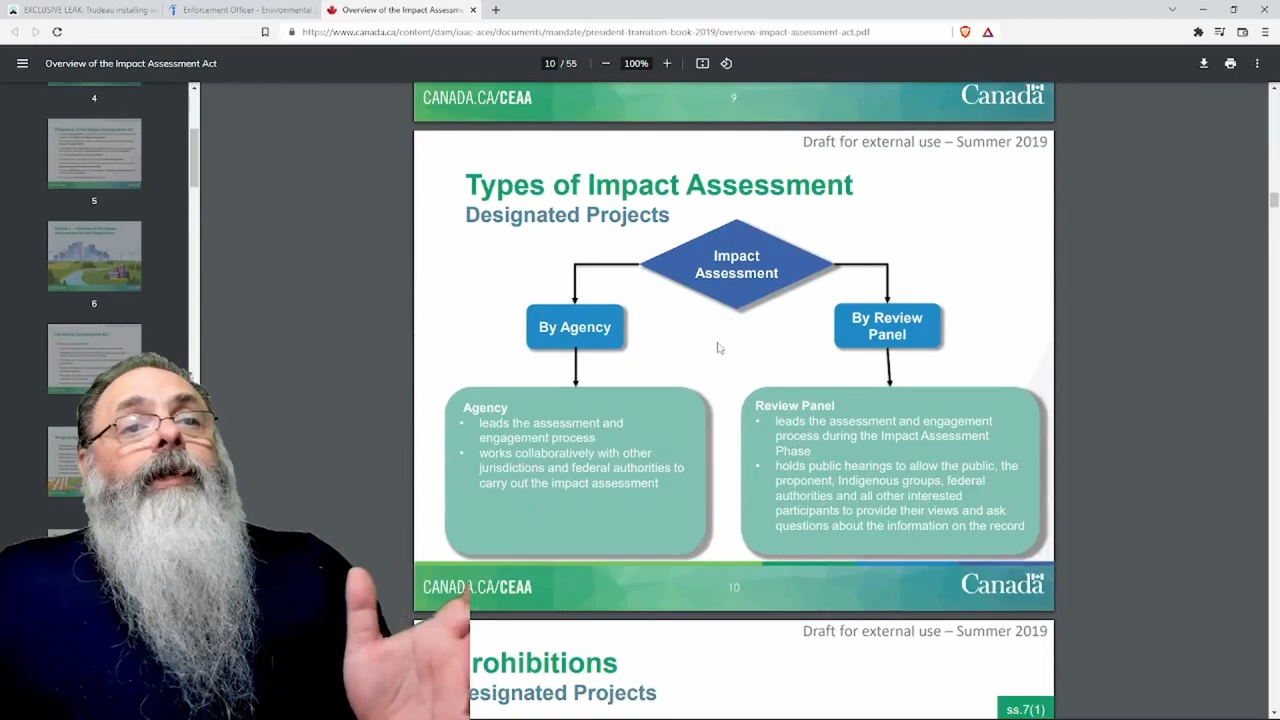 EXCLUSIVE LEAK: Trudeau installing w
Enforcement Officer - Environmental
Overview of the Impact Assessment
https://www.canada.ca/content/dam/iaac-acei/documents/mandate/president-transition-book-2019/overview-impact-assessment-act.pdf
Overview of the Impact Assessment Act
10 / 55
100%
4
5
6
CANADA.CA/CEAA
9
Canada
Draft for external use – Summer 2019
Types of Impact Assessment
Designated Projects
Impact
Assessment
By Agency
By Review
Panel
Agency
• leads the assessment and
engagement process
• works collaboratively with other
jurisdictions and federal authorities to
carry out the impact assessment
Review Panel
• leads the assessment and engagement
process during the Impact Assessment
Phase
• holds public hearings to allow the public, the
proponent, Indigenous groups, federal
authorities and all other interested
participants to provide their views and ask
questions about the information on the record
CANADA.CA/CEAA
10
Canada
Draft for external use – Summer 2019
rohibitions
esignated Projects
ss.7(1)